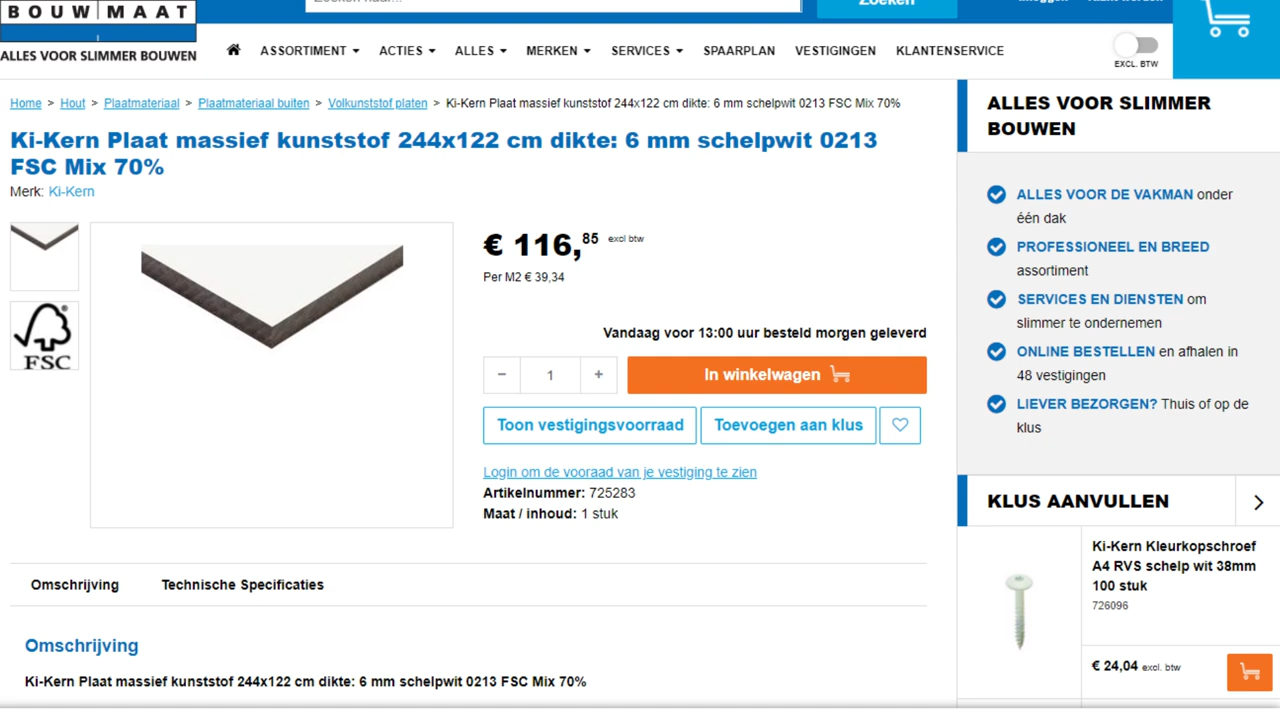 BOUWMAAT
ALLES VOOR SLIMMER BOUWEN
Zoeken
ASSORTIMENT
ACTIES
ALLES
MERKEN
SERVICES
SPAARPLAN
VESTIGINGEN
KLANTENSERVICE
EXCL. BTW
Home > Hout > Plaatmateriaal > Plaatmateriaal buiten > Volkunststof platen > Ki-Kern Plaat massief kunststof 244x122 cm dikte: 6 mm schelpwit 0213 FSC Mix 70%
Ki-Kern Plaat massief kunststof 244x122 cm dikte: 6 mm schelpwit 0213
FSC Mix 70%
Merk: Ki-Kern
FSC
€ 116,85 excl btw
Per M2 € 39,34
Vandaag voor 13:00 uur besteld morgen geleverd
− 1 +
In winkelwagen
Toon vestigingsvoorraad
Toevoegen aan klus
Login om de vooraad van je vestiging te zien
Artikelnummer: 725283
Maat / inhoud: 1 stuk
Omschrijving
Technische Specificaties
Omschrijving
Ki-Kern Plaat massief kunststof 244x122 cm dikte: 6 mm schelpwit 0213 FSC Mix 70%
ALLES VOOR SLIMMER
BOUWEN
ALLES VOOR DE VAKMAN onder
één dak
PROFESSIONEEL EN BREED
assortiment
SERVICES EN DIENSTEN om
slimmer te ondernemen
ONLINE BESTELLEN en afhalen in
48 vestigingen
LIEVER BEZORGEN? Thuis of op de
klus
KLUS AANVULLEN
Ki-Kern Kleurkopschroef
A4 RVS schelp wit 38mm
100 stuk
726096
€ 24,04 excl. btw